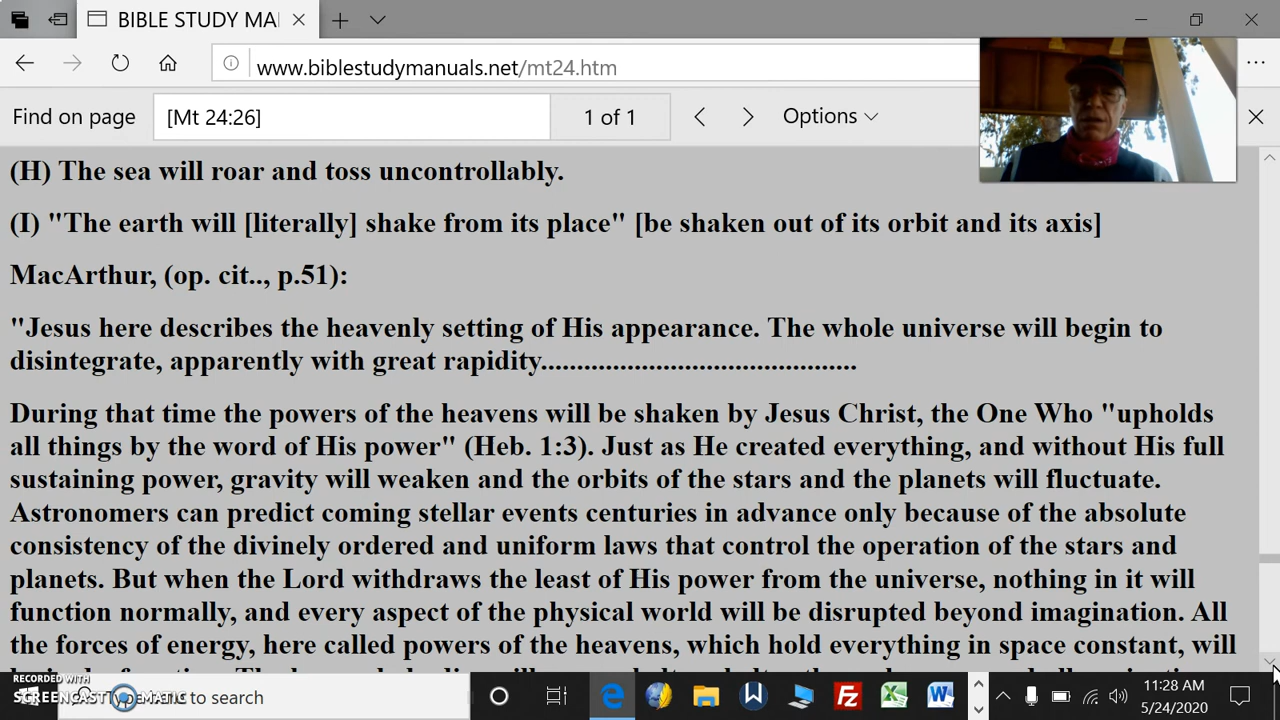 BIBLE STUDY MA
www.biblestudymanuals.net/mt24.htm
Find on page
[Mt 24:26]
1 of 1
Options
(H) The sea will roar and toss uncontrollably.
(I) "The earth will [literally] shake from its place" [be shaken out of its orbit and its axis]
MacArthur, (op. cit.., p.51):
"Jesus here describes the heavenly setting of His appearance. The whole universe will begin to
disintegrate, apparently with great rapidity............................................
During that time the powers of the heavens will be shaken by Jesus Christ, the One Who "upholds
all things by the word of His power" (Heb. 1:3). Just as He created everything, and without His full
sustaining power, gravity will weaken and the orbits of the stars and the planets will fluctuate.
Astronomers can predict coming stellar events centuries in advance only because of the absolute
consistency of the divinely ordered and uniform laws that control the operation of the stars and
planets. But when the Lord withdraws the least of His power from the universe, nothing in it will
function normally, and every aspect of the physical world will be disrupted beyond imagination. All
the forces of energy, here called powers of the heavens, which hold everything in space constant, will
RECORDED WITH
SCREENCAST MATIC
to search
11:28 AM
5/24/2020